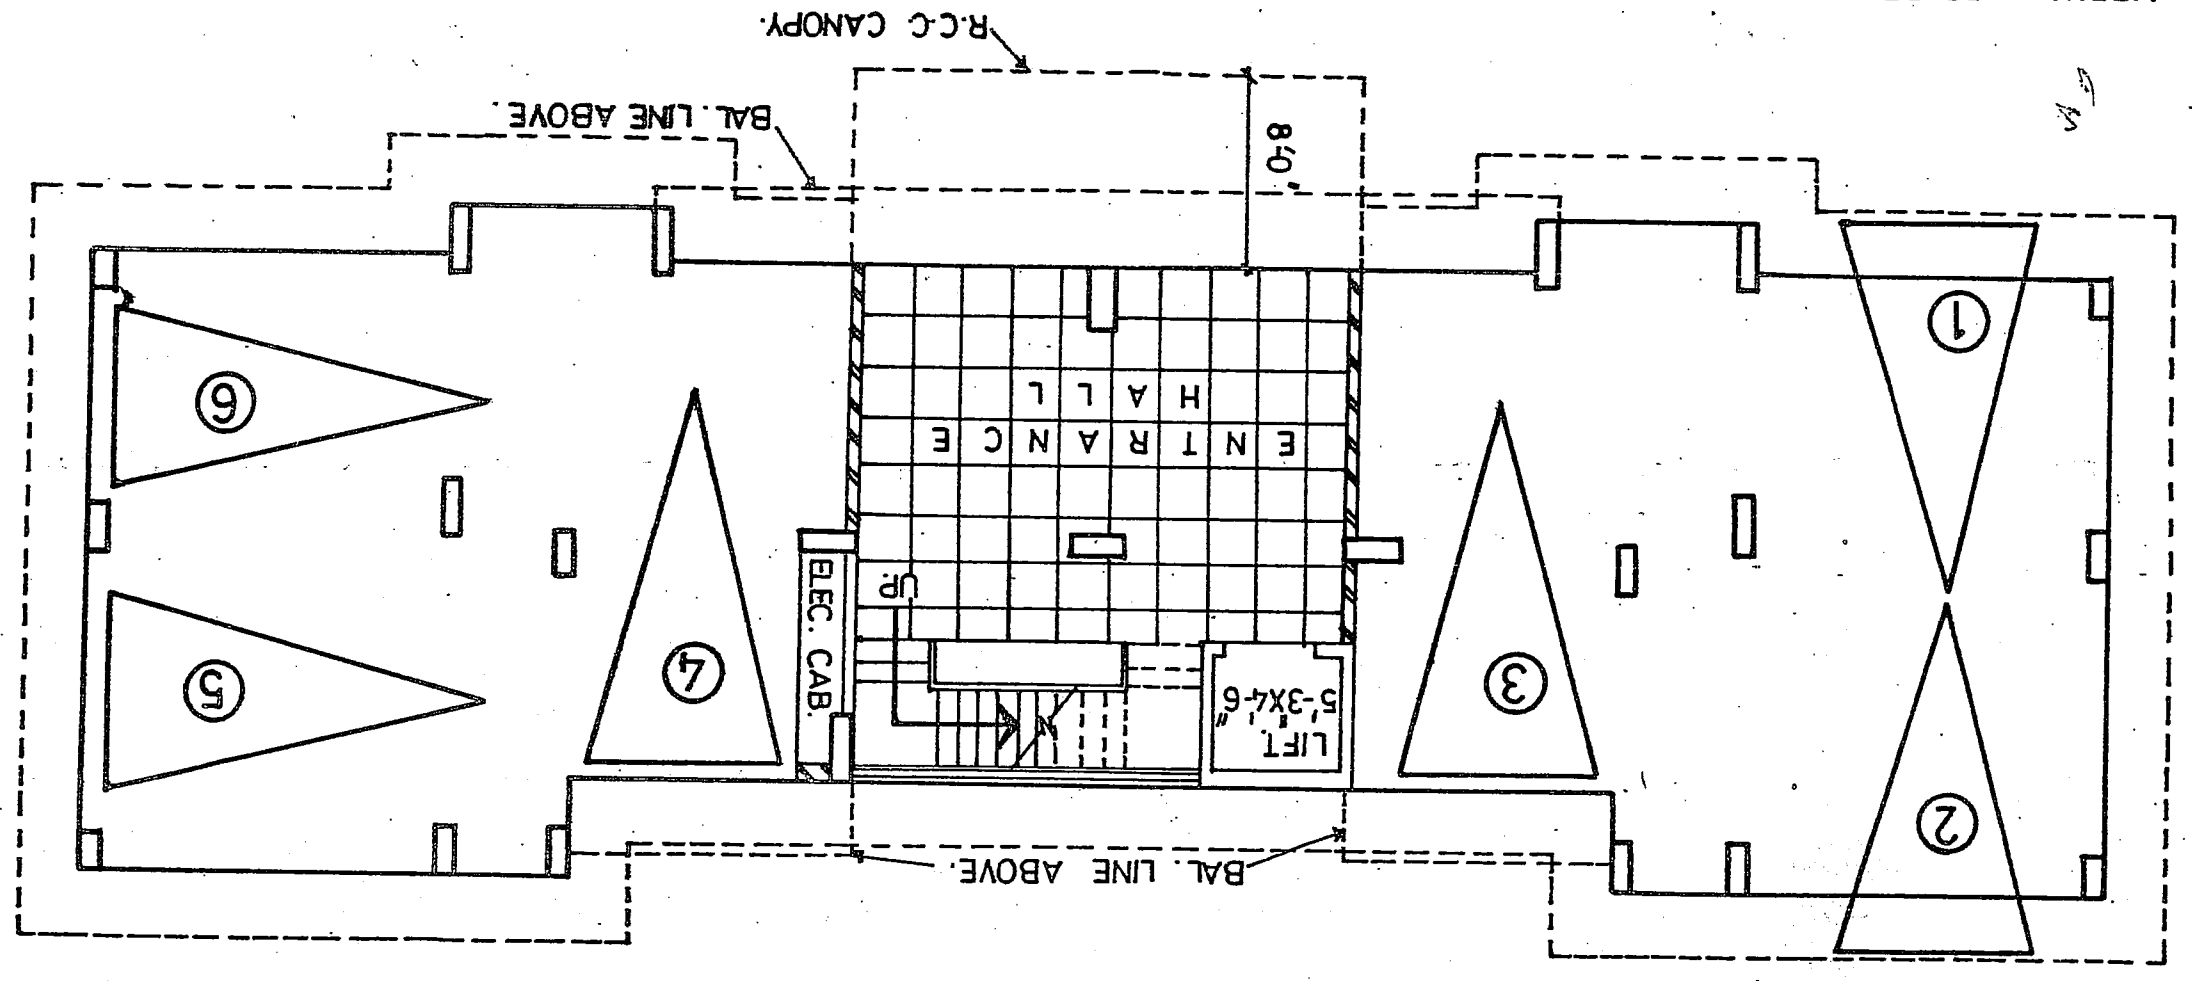 BAL. LINE ABOVE.
2
LIFT.
5'-3"X4'-6"
3
4
5
ELEC. CAB.
UP.
ENTRANCE
HALL
6
1
8'-0"
BAL. LINE ABOVE.
R.C.C. CANOPY.